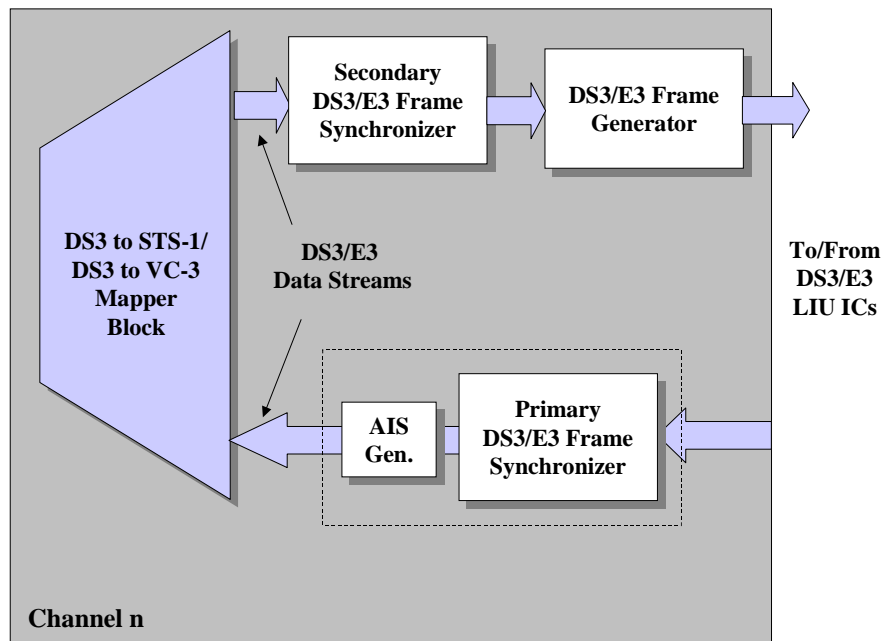 Secondary
DS3/E3 Frame
Synchronizer
DS3/E3 Frame
Generator
DS3 to STS-1/
DS3 to VC-3
Mapper
Block
DS3/E3
Data Streams
To/From
DS3/E3
LIU ICs
AIS
Gen.
Primary
DS3/E3 Frame
Synchronizer
Channel n